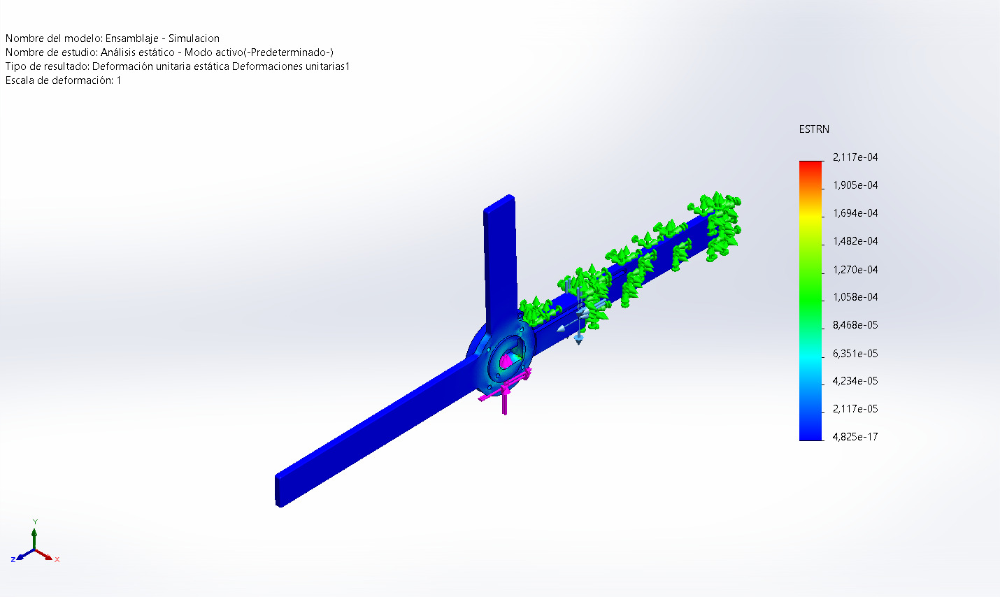 Nombre del modelo: Ensamblaje - Simulacion
Nombre de estudio: Análisis estático - Modo activo(-Predeterminado-)
Tipo de resultado: Deformación unitaria estática Deformaciones unitarias1
Escala de deformación: 1
ESTRN
2,117e-04
1,905e-04
1,694e-04
1,482e-04
1,270e-04
1,058e-04
8,468e-05
6,351e-05
4,234e-05
2,117e-05
4,825e-17
Y
Z
X